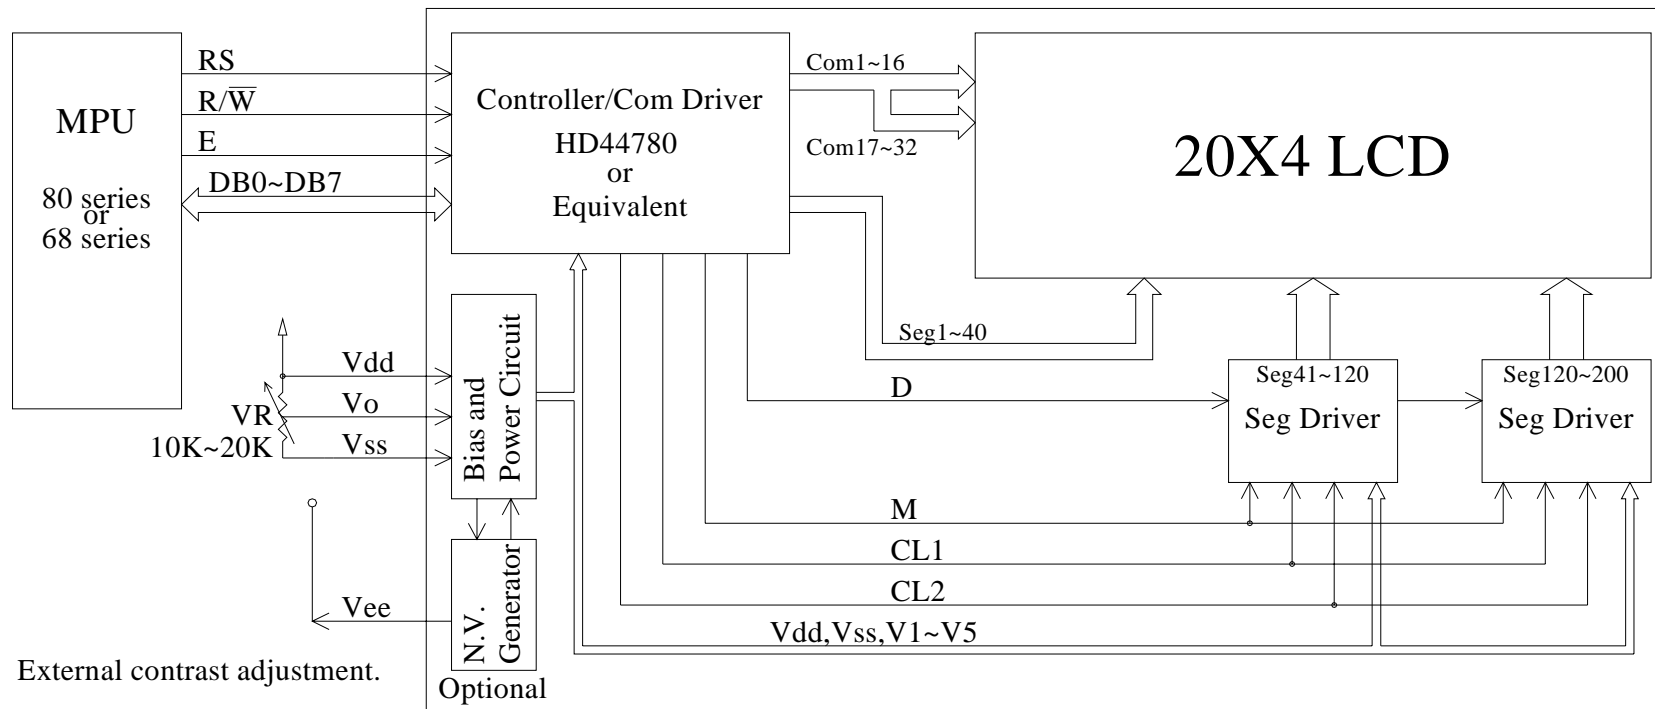 MPU
80 series
or
68 series
RS
R/W̅
E
DB0~DB7
Controller/Com Driver
HD44780
or
Equivalent
Com1~16
Com17~32
20X4 LCD
Seg1~40
Seg41~120
Seg Driver
Seg120~200
Seg Driver
D
M
CL1
CL2
Vdd,Vss,V1~V5
Vdd
Vo
Vss
VR
10K~20K
Bias and
Power Circuit
N.V.
Generator
Vee
Optional
External contrast adjustment.